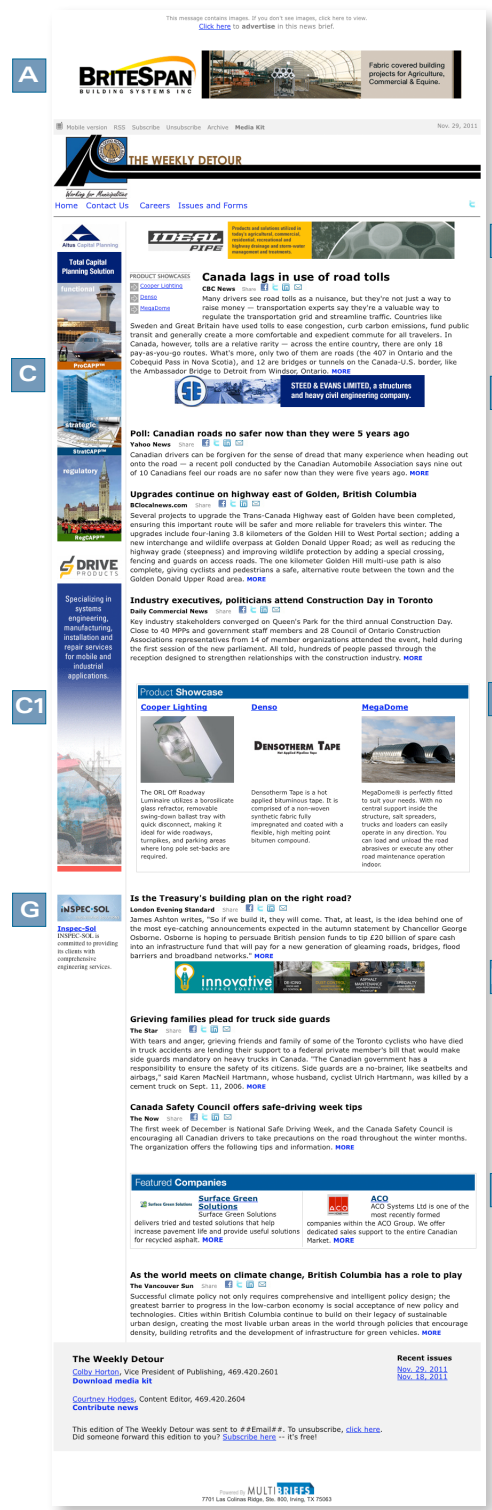 This message contains images. If you don't see images, click here to view.
Click here to advertise in this news brief.
A
BRITESPAN
BUILDING SYSTEMS INC
Fabric covered building
projects for Agriculture,
Commercial & Equine.
Mobile version RSS Subscribe Unsubscribe Archive Media Kit
Nov. 29, 2011
THE WEEKLY DETOUR
Working for Municipalities
Home Contact Us Careers Issues and Forms
Altus Capital Planning
Total Capital
Planning Solution
functional
ProCAPP™
strategic
StratCAPP™
regulatory
RegCAPP™
IDEAL
PIPE
Products and solutions utilized in
today's agricultural, commercial,
residential, recreational and
highway drainage and storm-water
management and treatments.
PRODUCT SHOWCASES
Cooper Lighting
Denso
MegaDome
Canada lags in use of road tolls
CBC News Share
Many drivers see road tolls as a nuisance, but they're not just a way to
raise money — transportation experts say they're a valuable way to
regulate the transportation grid and streamline traffic. Countries like
Sweden and Great Britain have used tolls to ease congestion, curb carbon emissions, fund public
transit and generally create a more comfortable and expedient commute for all travelers. In
Canada, however, tolls are a relative rarity — across the entire country, there are only 18
pay-as-you-go routes. What's more, only two of them are roads (the 407 in Ontario and the
Cobequid Pass in Nova Scotia), and 12 are bridges or tunnels on the Canada-U.S. border, like
the Ambassador Bridge to Detroit from Windsor, Ontario. MORE
C
SE
STEED & EVANS LIMITED, a structures
and heavy civil engineering company.
Poll: Canadian roads no safer now than they were 5 years ago
Yahoo News Share
Canadian drivers can be forgiven for the sense of dread that many experience when heading out
onto the road — a recent poll conducted by the Canadian Automobile Association says nine out
of 10 Canadians feel our roads are no safer now than they were five years ago. MORE
Upgrades continue on highway east of Golden, British Columbia
BClocalnews.com Share
Several projects to upgrade the Trans-Canada Highway east of Golden have been completed,
ensuring this important route will be safer and more reliable for travelers this winter. The
upgrades include four-laning 3.8 kilometers of the Golden Hill to West Portal section; adding a
new interchange and wildlife overpass at Golden Donald Upper Road; as well as reducing the
highway grade (steepness) and improving wildlife protection by adding a special crossing,
fencing and guards on access roads. The one kilometer Golden Hill multi-use path is also
complete, giving cyclists and pedestrians a safe, alternative route between the town and the
Golden Donald Upper Road area. MORE
DRIVE
PRODUCTS
Specializing in
systems
engineering,
manufacturing,
installation and
repair services
for mobile and
industrial
applications.
Industry executives, politicians attend Construction Day in Toronto
Daily Commercial News Share
Key industry stakeholders converged on Queen's Park for the third annual Construction Day.
Close to 40 MPPs and government staff members and 28 Council of Ontario Construction
Associations representatives from 14 of member organizations attended the event, held during
the first session of the new parliament. All told, hundreds of people passed through the
reception designed to strengthen relationships with the construction industry. MORE
C1
Product Showcase
Cooper Lighting
The ORL Off Roadway
Luminaire utilizes a borosilicate
glass refractor, removable
swing-down ballast tray with
quick disconnect, making it
ideal for wide roadways,
turnpikes, and parking areas
where long pole set-backs are
required.
Denso
DENSOTHERM TAPE
Hot Applied Pipeline Tape
Densotherm Tape is a hot
applied bituminous tape. It is
comprised of a non-woven
synthetic fabric fully
impregnated and coated with a
flexible, high melting point
bitumen compound.
MegaDome
MegaDome® is perfectly fitted
to suit your needs. With no
central support inside the
structure, salt spreaders,
trucks and loaders can easily
operate in any direction. You
can load and unload the road
abrasives or execute any other
road maintenance operation
indoor.
G
INSPEC-SOL
Inspec-Sol
INSPEC-SOL is
committed to providing
its clients with
comprehensive
engineering services.
Is the Treasury's building plan on the right road?
London Evening Standard Share
James Ashton writes, "So if we build it, they will come. That, at least, is the idea behind one of
the most eye-catching announcements expected in the autumn statement by Chancellor George
Osborne. Osborne is hoping to persuade British pension funds to tip £20 billion of spare cash
into an infrastructure fund that will pay for a new generation of gleaming roads, bridges, flood
barriers and broadband networks." MORE
innovative
SURFACE SOLUTIONS
DE-ICING
DUST CONTROL
ASPHALT
MAINTENANCE
SPECIALTY
Grieving families plead for truck side guards
The Star Share
With tears and anger, grieving friends and family of some of the Toronto cyclists who have died
in truck accidents are lending their support to a federal private member's bill that would make
side guards mandatory on heavy trucks in Canada. "The Canadian government has a
responsibility to ensure the safety of its citizens. Side guards are a no-brainer, like seatbelts and
airbags," said Karen MacNeil Hartmann, whose husband, cyclist Ulrich Hartmann, was killed by a
cement truck on Sept. 11, 2006. MORE
Canada Safety Council offers safe-driving week tips
The Now Share
The first week of December is National Safe Driving Week, and the Canada Safety Council is
encouraging all Canadian drivers to take precautions on the road throughout the winter months.
The organization offers the following tips and information. MORE
Featured Companies
Surface Green Solutions
Surface Green
Solutions
Surface Green Solutions
delivers tried and tested solutions that help
increase pavement life and provide useful solutions
for recycled asphalt. MORE
ACO
ACO
ACO Systems Ltd is one of the
most recently formed
companies within the ACO Group. We offer
dedicated sales support to the entire Canadian
Market. MORE
As the world meets on climate change, British Columbia has a role to play
The Vancouver Sun Share
Successful climate policy not only requires comprehensive and intelligent policy design; the
greatest barrier to progress in the low-carbon economy is social acceptance of new policy and
technologies. Cities within British Columbia continue to build on their legacy of sustainable
urban design, creating the most livable urban areas in the world through policies that encourage
density, building retrofits and the development of infrastructure for green vehicles. MORE
The Weekly Detour
Colby Horton, Vice President of Publishing, 469.420.2601
Download media kit
Courtney Hodges, Content Editor, 469.420.2604
Contribute news
Recent issues
Nov. 29, 2011
Nov. 18, 2011
This edition of The Weekly Detour was sent to ##Email##. To unsubscribe, click here.
Did someone forward this edition to you? Subscribe here -- it's free!
Powered By MULTIBRIEFS
7701 Las Colinas Ridge, Ste. 800, Irving, TX 75063